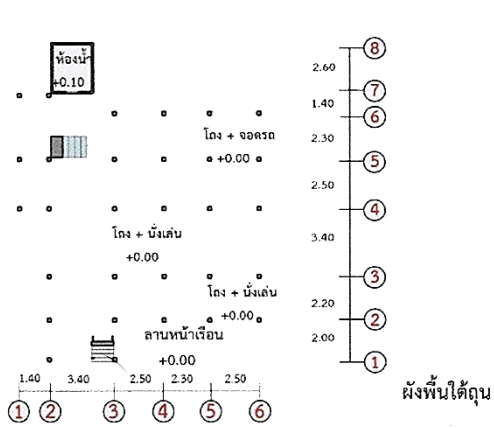 ห้องน้ำ
+0.10
โถง + จอดรถ
+0.00
โถง + นั่งเล่น
+0.00
โถง + นั่งเล่น
+0.00
ลานหน้าเรือน
+0.00
1.40 3.40 2.50 2.30 2.50
1 2 3 4 5 6
8
2.60
7
1.40
6
2.30
5
2.50
4
3.40
3
2.20
2
2.00
1
ผังพื้นใต้ถุน